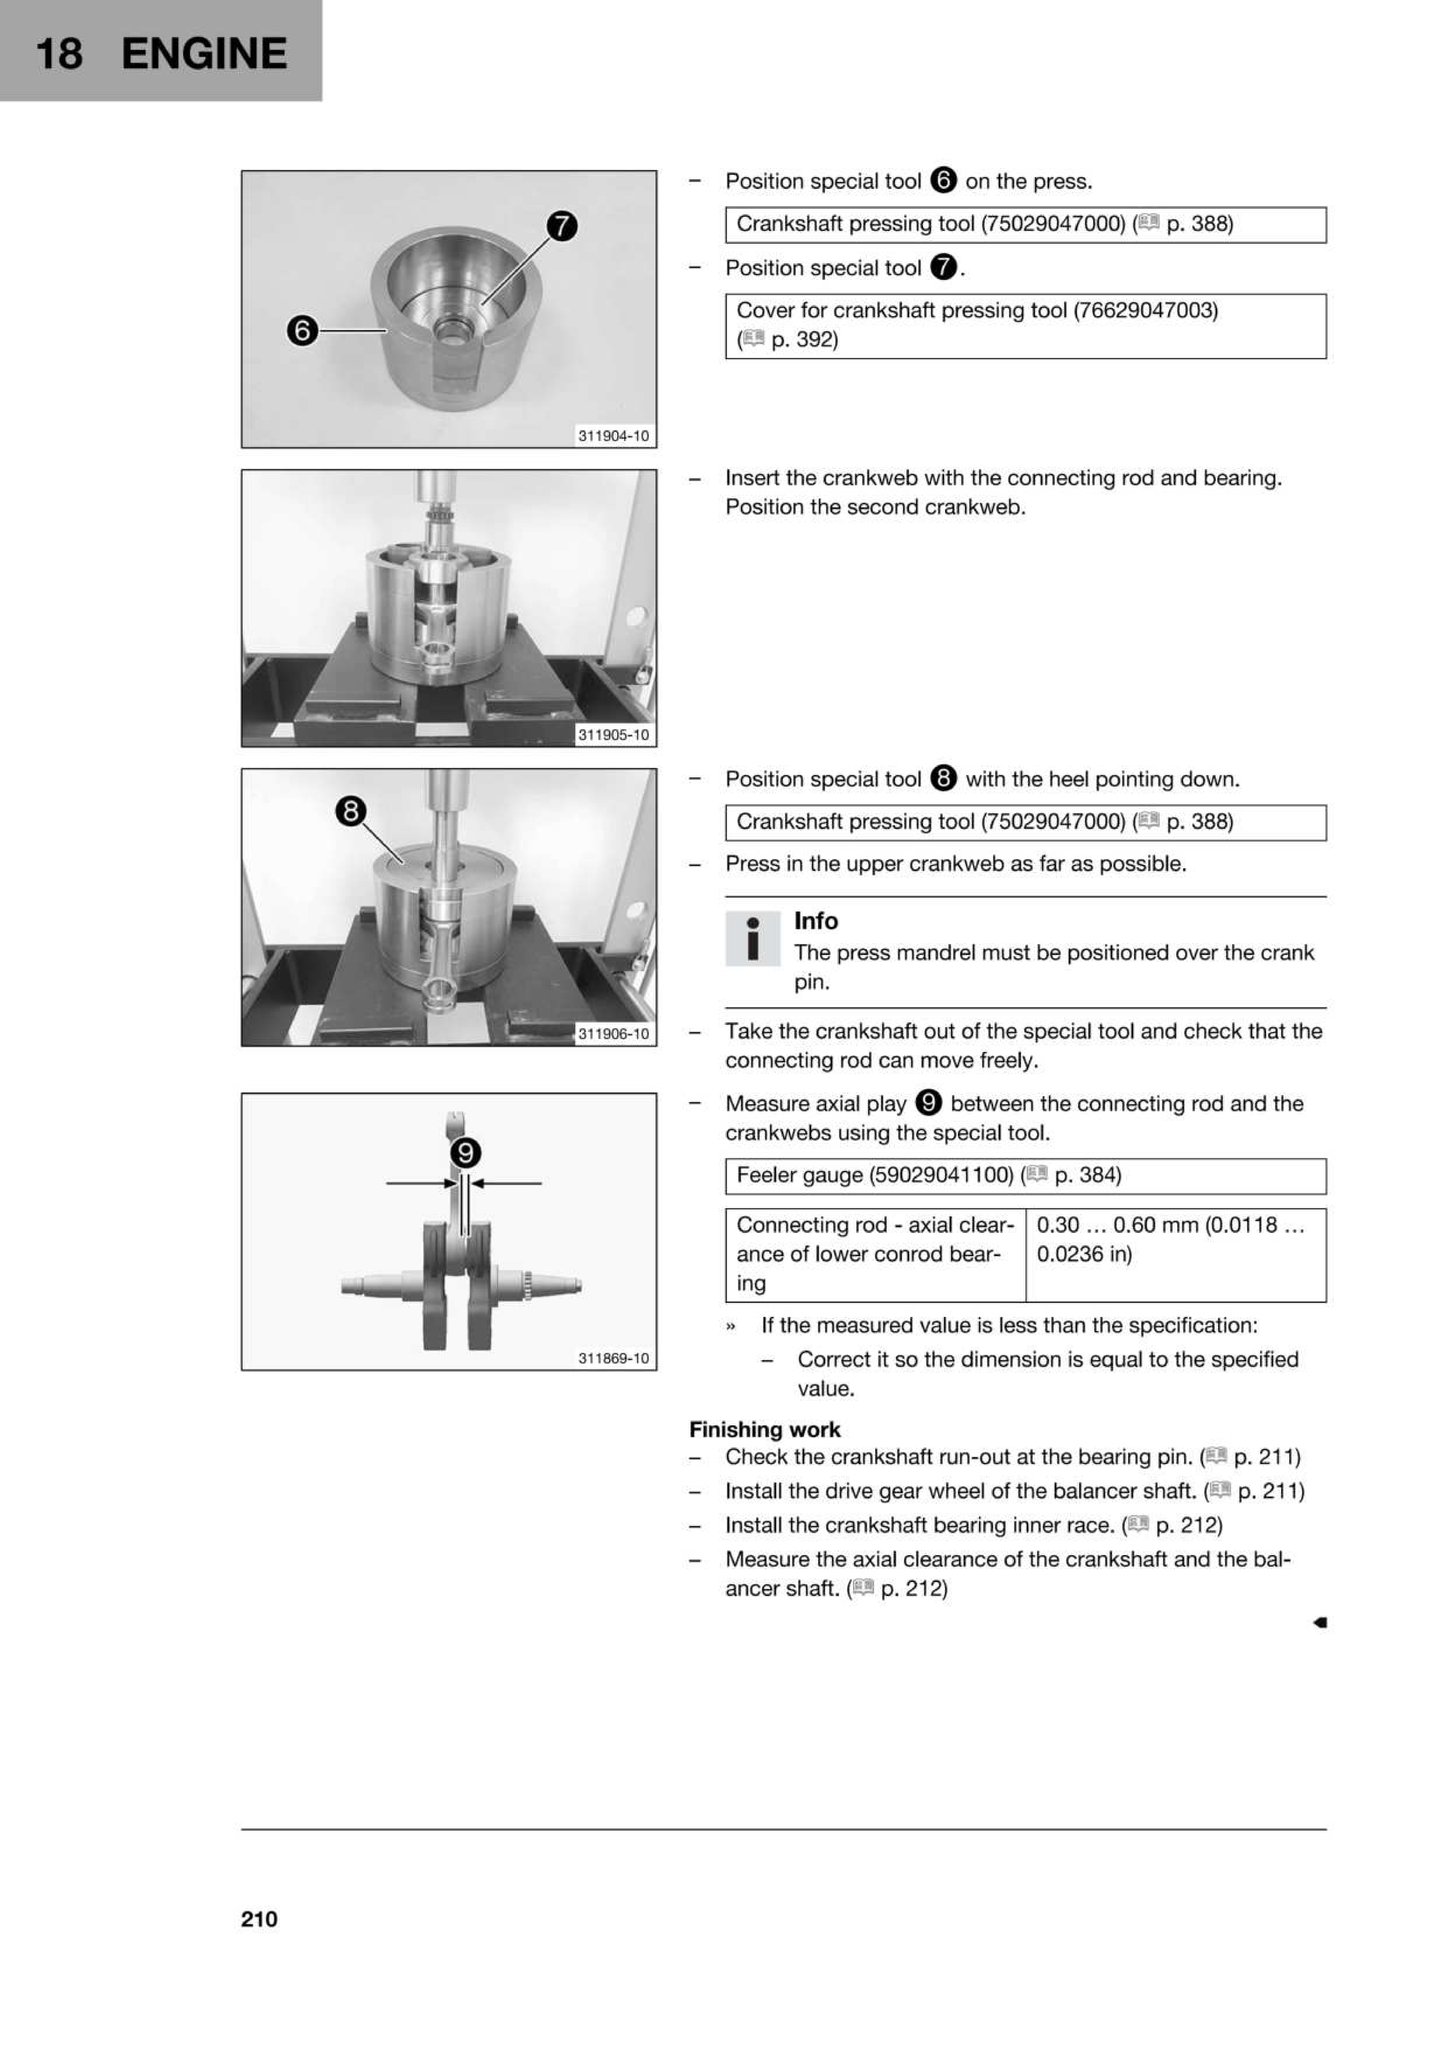 18 ENGINE
7
6
311904-10
– Position special tool 6 on the press.
Crankshaft pressing tool (75029047000) ( p. 388)
– Position special tool 7.
Cover for crankshaft pressing tool (76629047003)
( p. 392)
311905-10
– Insert the crankweb with the connecting rod and bearing.
Position the second crankweb.
8
311906-10
– Position special tool 8 with the heel pointing down.
Crankshaft pressing tool (75029047000) ( p. 388)
– Press in the upper crankweb as far as possible.
i Info
The press mandrel must be positioned over the crank
pin.
– Take the crankshaft out of the special tool and check that the
connecting rod can move freely.
9
311869-10
– Measure axial play 9 between the connecting rod and the
crankwebs using the special tool.
Feeler gauge (59029041100) ( p. 384)
Connecting rod - axial clear-
ance of lower conrod bear-
ing
0.30 … 0.60 mm (0.0118 …
0.0236 in)
» If the measured value is less than the specification:
– Correct it so the dimension is equal to the specified
value.
Finishing work
– Check the crankshaft run-out at the bearing pin. ( p. 211)
– Install the drive gear wheel of the balancer shaft. ( p. 211)
– Install the crankshaft bearing inner race. ( p. 212)
– Measure the axial clearance of the crankshaft and the bal-
ancer shaft. ( p. 212)
210